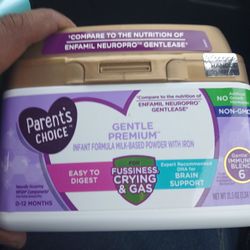 *COMPARE TO THE NUTRITION OF
ENFAMIL NEUROPRO™
GENTLEASE*
*Compare to the nutrition of
ENFAMIL NEUROPRO™
GENTLEASE*
NO
NON-GMO
Parent's
CHOICE
GENTLE
PREMIUM
INFANT FORMULA MILK-BASED POWDER WITH IRON
EASY TO
DIGEST
FOR
FUSSINESS,
CRYING
& GAS
Expert Recommended
DHA for
BRAIN
SUPPORT
Gentle
IMMUNE
BLEND
6
0-12 MONTHS